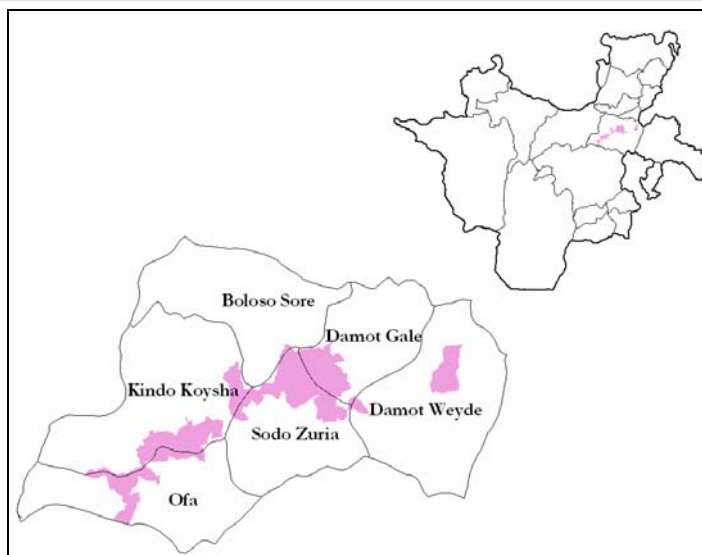 Boloso Sore
Damot Gale
Kindo Koysha
Damot Weyde
Sodo Zuria
Ofa